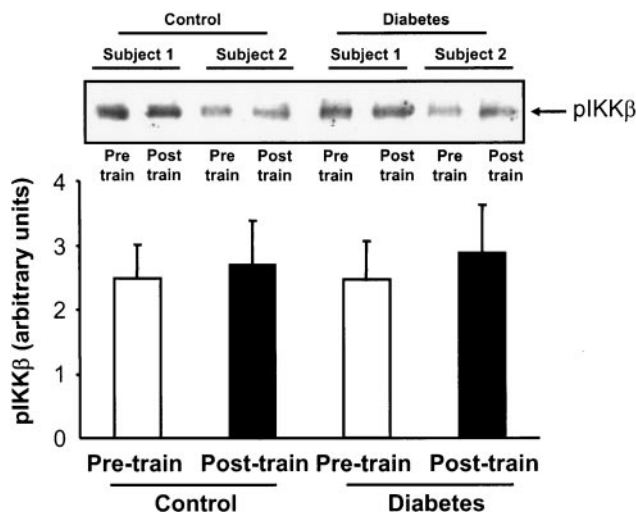 Control Diabetes
Subject 1 Subject 2 Subject 1 Subject 2
pIKKβ
Pre Post Pre Post Pre Post Pre Post
train train train train train train train train
pIKKβ (arbitrary units)
4
3
2
1
0
Pre-train Post-train Pre-train Post-train
Control Diabetes